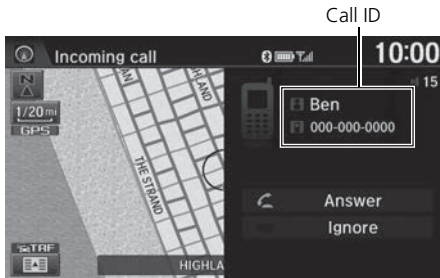 Call ID
Incoming call
10:00
N
15
1/20mi
GPS
Ben
000-000-0000
HIGHLAND
THE STRAND
Answer
Ignore
TRF
HIGHLA